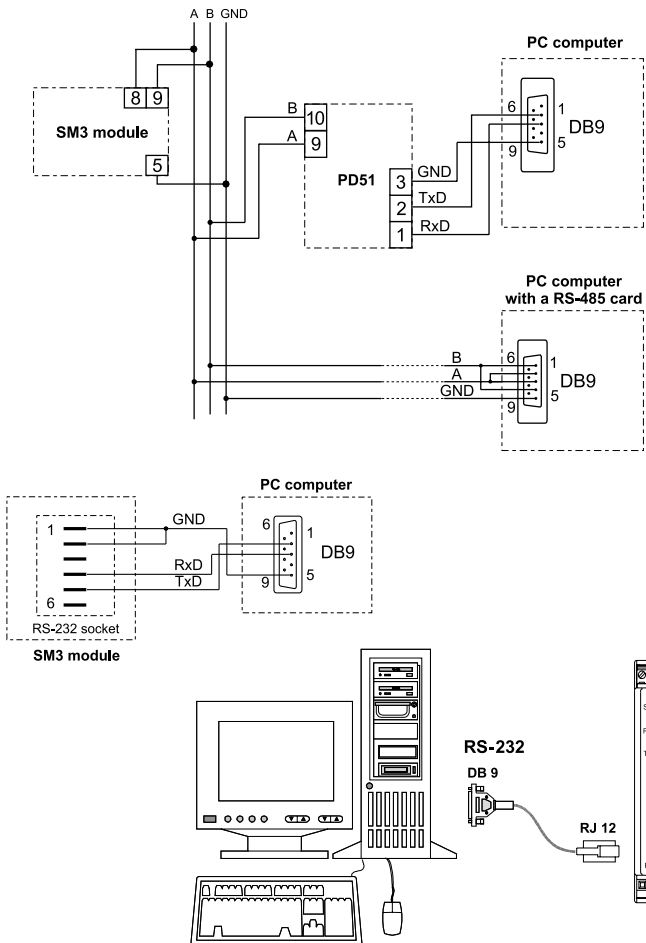 A B GND
PC computer
8 9
SM3 module
5
B 10
A 9
PD51
3 GND
2 TxD
1 RxD
6 1
9 5
DB9
PC computer
with a RS-485 card
B
A
GND
6 1
9 5
DB9
PC computer
1
6
GND
RxD
TxD
6 1
9 5
DB9
RS-232 socket
SM3 module
RS-232
DB 9
RJ 12